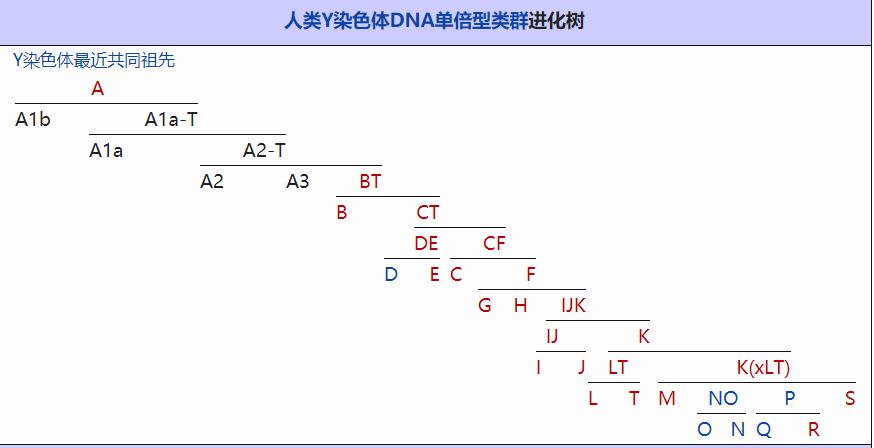 人类Y染色体DNA单倍型类群进化树
Y染色体最近共同祖先
A
A1b A1a-T
A1a A2-T
A2 A3 BT
B CT
DE CF
D E C F
G H IJK
IJ K
I J LT K(xLT)
L T M NO P S
O N Q R